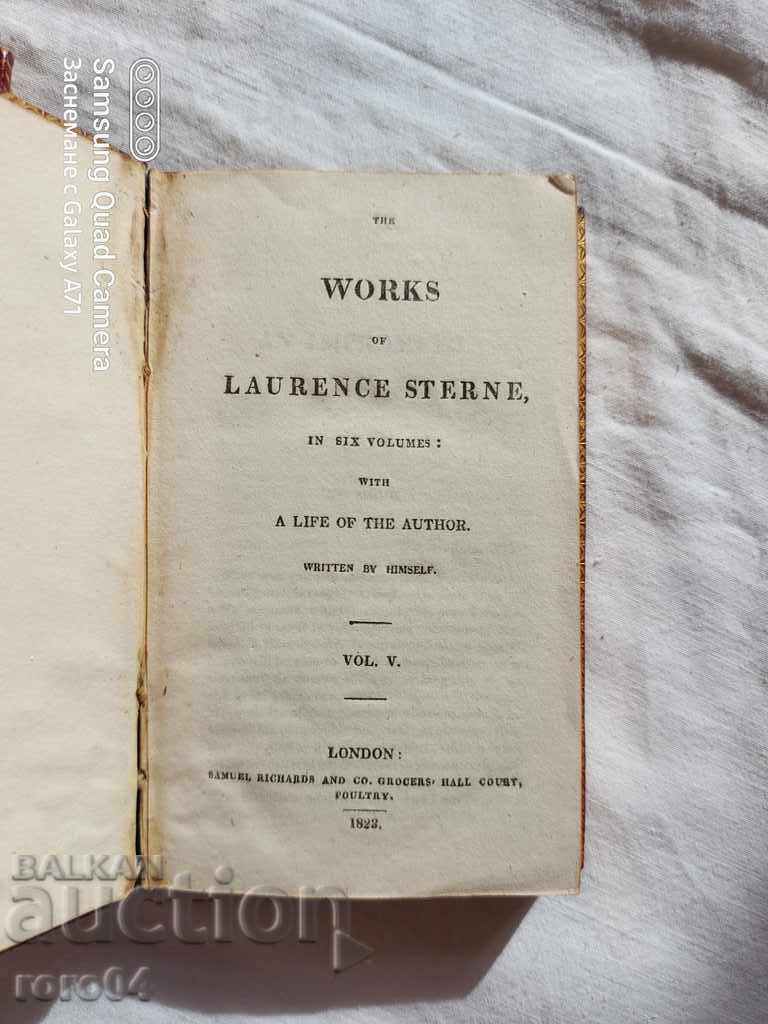 THE
WORKS
OF
LAURENCE STERNE,
IN SIX VOLUMES:
WITH
A LIFE OF THE AUTHOR.
WRITTEN BY HIMSELF.
VOL. V.
LONDON:
SAMUEL RICHARDS AND CO. GROCERS' HALL COURT,
POULTRY.
1823.
Samsung Quad Camera
Заснемане с Galaxy A71
BALKAN
auction
roro04